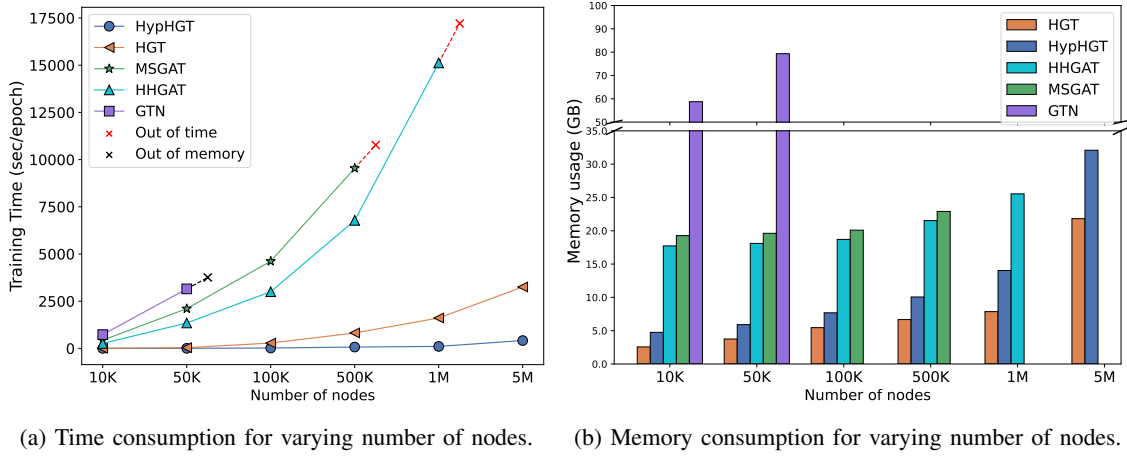 17500
15000
12500
10000
7500
5000
2500
0
Training Time (sec/epoch)
HypHGT
HGT
MSGAT
HHGAT
GTN
Out of time
Out of memory
10K 50K 100K 500K 1M 5M
Number of nodes
100
90
80
70
60
50
35.0
30.0
25.0
20.0
15.0
10.0
5.0
0.0
Memory usage (GB)
HGT
HypHGT
HHGAT
MSGAT
GTN
10K 50K 100K 500K 1M 5M
Number of nodes
(a) Time consumption for varying number of nodes.
(b) Memory consumption for varying number of nodes.